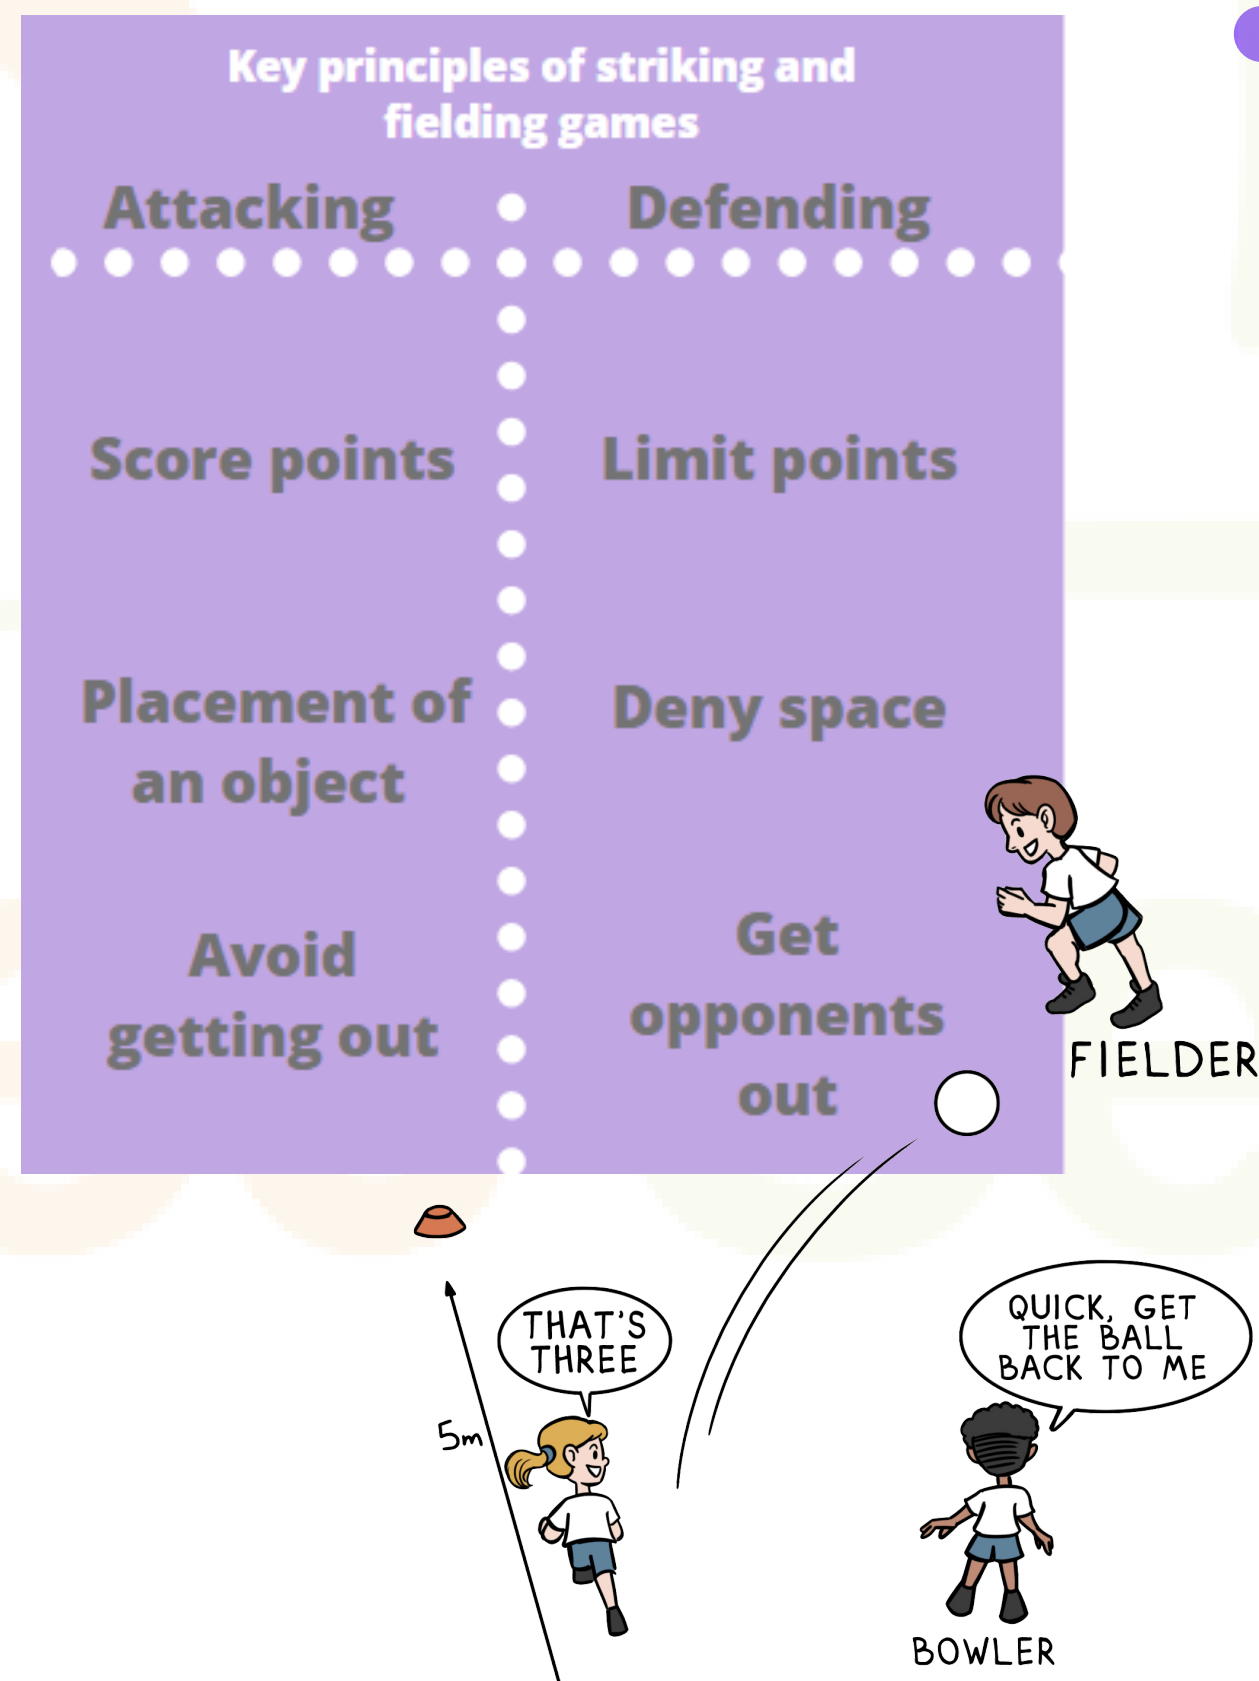 Key principles of striking and
fielding games
Attacking
Defending
Score points
Limit points
Placement of
an object
Deny space
Avoid
getting out
Get
opponents
out
FIELDER
THAT'S
THREE
QUICK, GET
THE BALL
BACK TO ME
5m
BOWLER